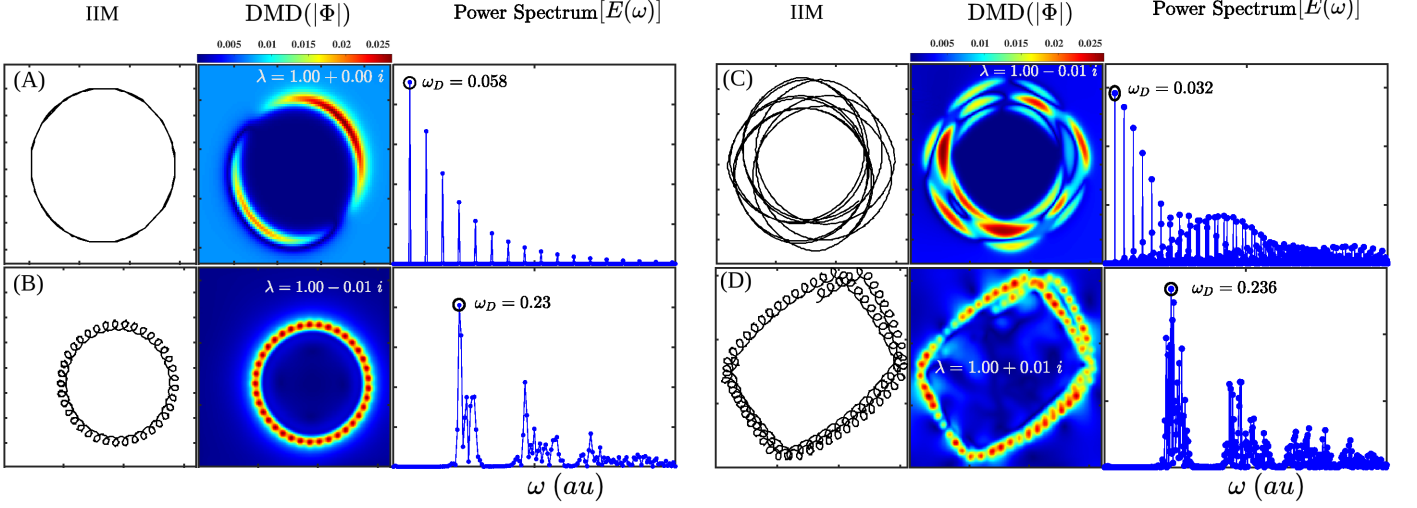 IIM DMD(|Φ|) Power Spectrum[E(ω)] IIM DMD(|Φ|) Power Spectrum[E(ω)]
0.005 0.01 0.015 0.02 0.025 0.005 0.01 0.015 0.02 0.025
(A) λ = 1.00 + 0.00 i ω_D = 0.058 (C) λ = 1.00 − 0.01 i ω_D = 0.032
(B) λ = 1.00 − 0.01 i ω_D = 0.23 (D) λ = 1.00 + 0.01 i ω_D = 0.236
ω (au) ω (au)